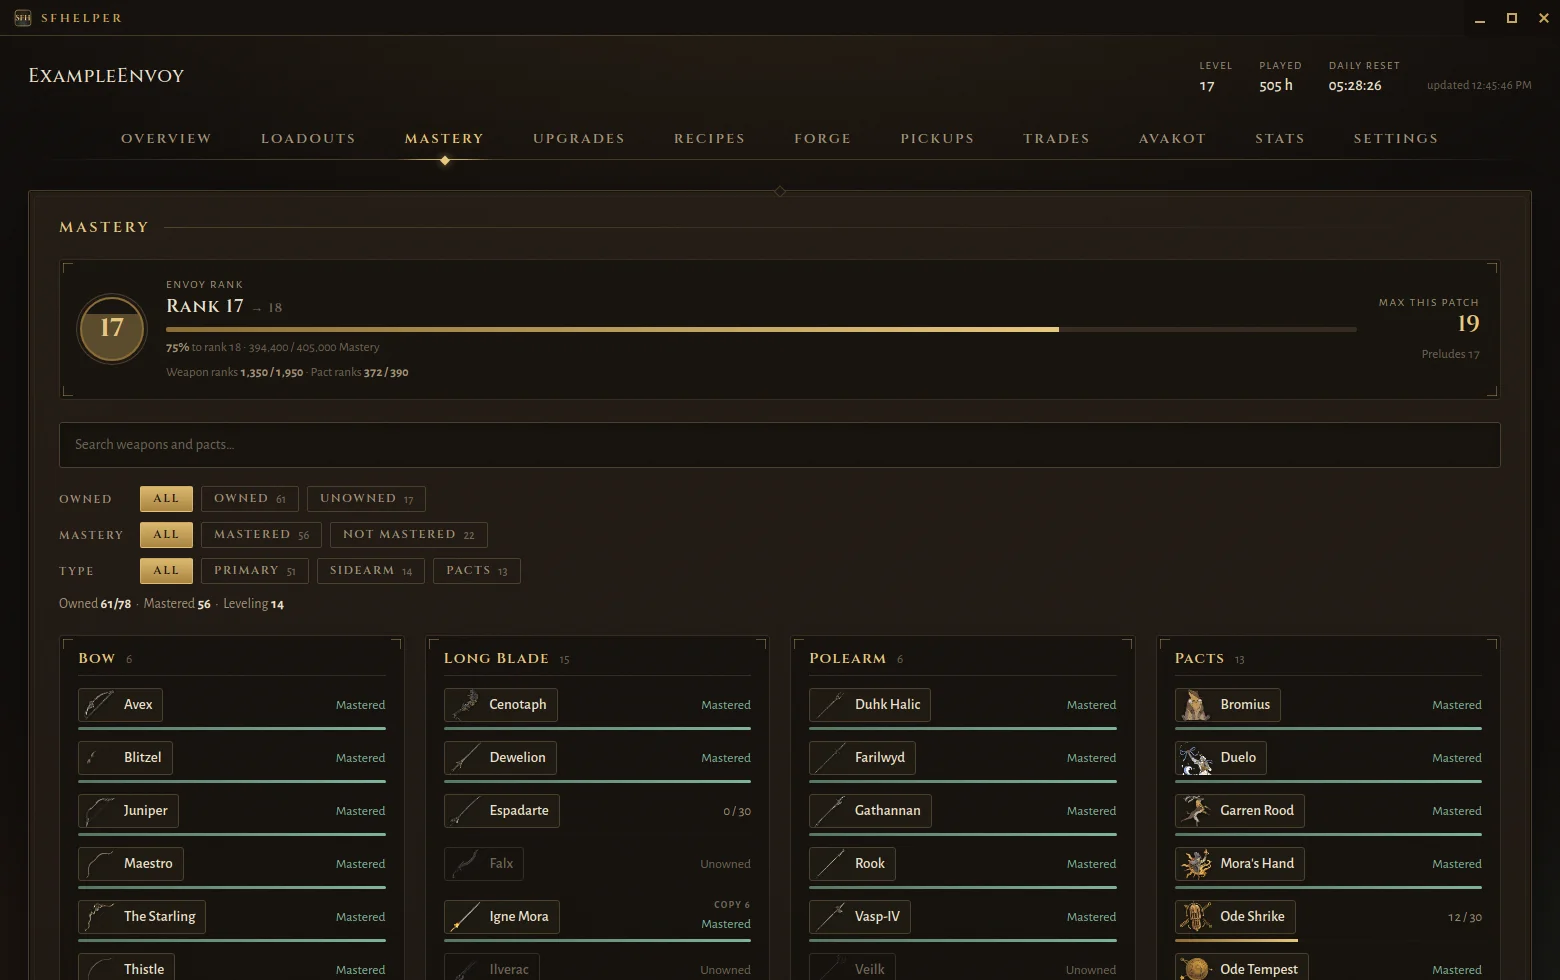 SFH SFHELPER
ExampleEnvoy
LEVEL PLAYED DAILY RESET
17 505 h 05:28:26 updated 12:45:46 PM
OVERVIEW LOADOUTS MASTERY UPGRADES RECIPES FORGE PICKUPS TRADES AVAKOT STATS SETTINGS
MASTERY
ENVOY RANK
17 Rank 17 → 18
75% to rank 18 · 394,400 / 405,000 Mastery
Weapon ranks 1,350 / 1,950 · Pact ranks 372 / 390
MAX THIS PATCH
19
Preludes 17
Search weapons and pacts...
OWNED ALL OWNED 61 UNOWNED 17
MASTERY ALL MASTERED 56 NOT MASTERED 22
TYPE ALL PRIMARY 51 SIDEARM 14 PACTS 13
Owned 61/78 · Mastered 56 · Leveling 14
Bow 6
Avex Mastered
Blitzel Mastered
Juniper Mastered
Maestro Mastered
The Starling Mastered
Thistle Mastered
Long Blade 15
Cenotaph Mastered
Dewelion Mastered
Espadarte 0 / 30
Falx Unowned
COPY 6
Igne Mora Mastered
Ilverac Unowned
Polearm 6
Duhk Halic Mastered
Farilwyd Mastered
Gathannan Mastered
Rook Mastered
Vasp-IV Mastered
Veilk Unowned
Pacts 13
Bromius Mastered
Duelo Mastered
Garren Rood Mastered
Mora's Hand Mastered
Ode Shrike 12 / 30
Ode Tempest Mastered